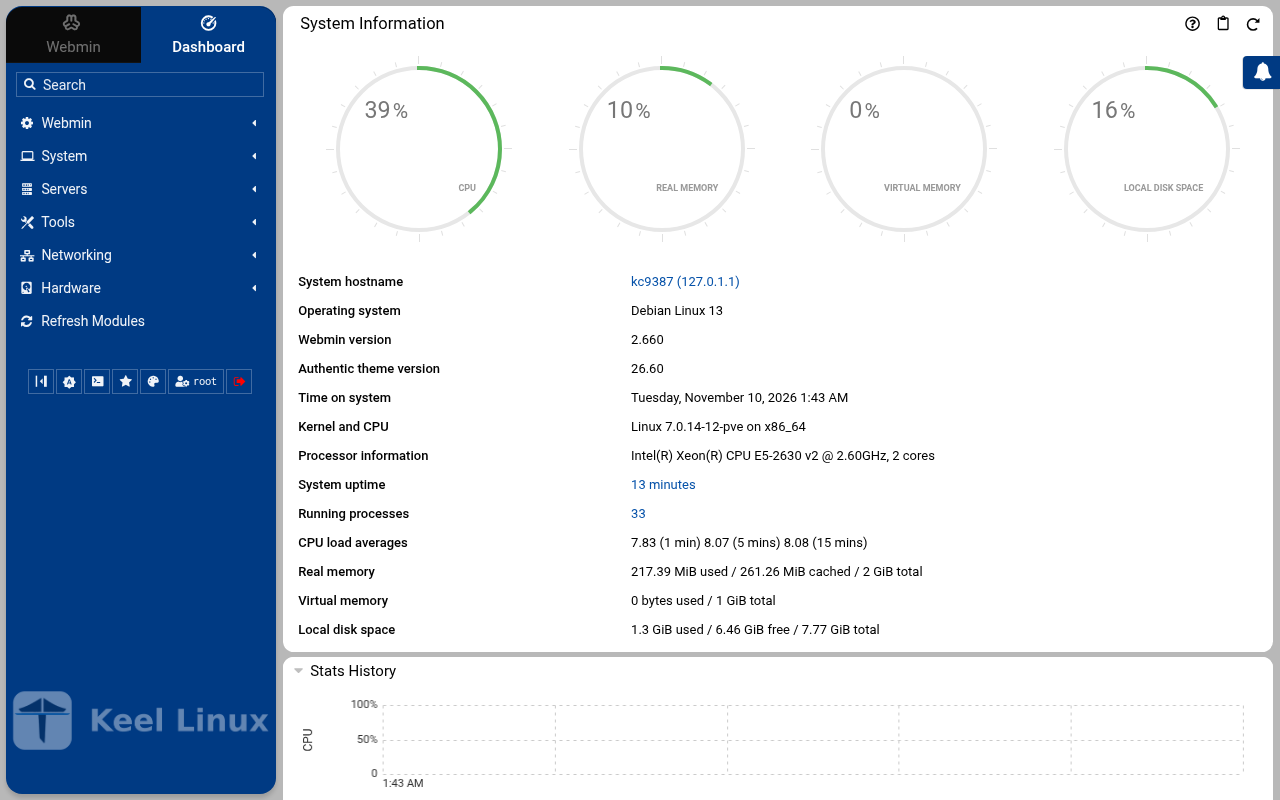 Webmin
Dashboard
Search
Webmin
System
Servers
Tools
Networking
Hardware
Refresh Modules
root
Keel Linux
System Information
39%
CPU
10%
REAL MEMORY
0%
VIRTUAL MEMORY
16%
LOCAL DISK SPACE
System hostname kc9387 (127.0.1.1)
Operating system Debian Linux 13
Webmin version 2.660
Authentic theme version 26.60
Time on system Tuesday, November 10, 2026 1:43 AM
Kernel and CPU Linux 7.0.14-12-pve on x86_64
Processor information Intel(R) Xeon(R) CPU E5-2630 v2 @ 2.60GHz, 2 cores
System uptime 13 minutes
Running processes 33
CPU load averages 7.83 (1 min) 8.07 (5 mins) 8.08 (15 mins)
Real memory 217.39 MiB used / 261.26 MiB cached / 2 GiB total
Virtual memory 0 bytes used / 1 GiB total
Local disk space 1.3 GiB used / 6.46 GiB free / 7.77 GiB total
Stats History
CPU
100%
50%
0
1:43 AM